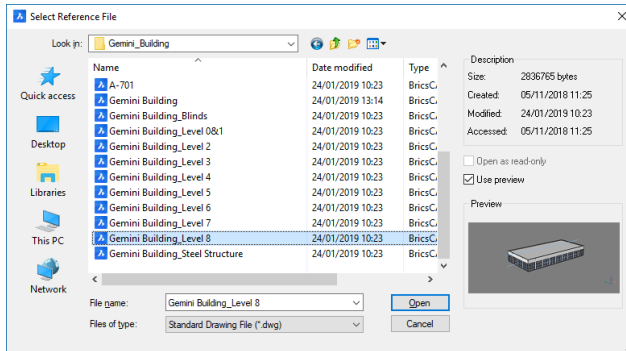 Select Reference File
Look in: Gemini_Building
Quick access
Desktop
Libraries
This PC
Network
Name Date modified Type
A-701 24/01/2019 10:23 BricsC
Gemini Building 24/01/2019 13:14 BricsC
Gemini Building_Blinds 24/01/2019 10:23 BricsC
Gemini Building_Level 0&1 24/01/2019 10:23 BricsC
Gemini Building_Level 2 24/01/2019 10:23 BricsC
Gemini Building_Level 3 24/01/2019 10:23 BricsC
Gemini Building_Level 4 24/01/2019 10:23 BricsC
Gemini Building_Level 5 24/01/2019 10:23 BricsC
Gemini Building_Level 6 24/01/2019 10:23 BricsC
Gemini Building_Level 7 24/01/2019 10:23 BricsC
Gemini Building_Level 8 24/01/2019 10:23 BricsC
Gemini Building_Steel Structure 24/01/2019 10:23 BricsC
File name: Gemini Building_Level 8 Open
Files of type: Standard Drawing File (*.dwg) Cancel
Description
Size: 2836765 bytes
Created: 05/11/2018 11:25
Modified: 24/01/2019 10:23
Accessed: 05/11/2018 11:25
Open as read-only
Use preview
Preview